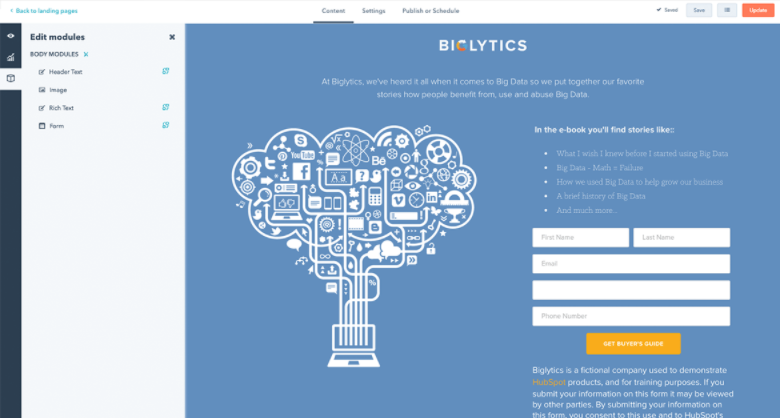 Back to landing pages
Content
Settings
Publish or Schedule
Saved
Save
Update
Edit modules
BODY MODULES
Header Text
Image
Rich Text
Form
BIGLYTICS
At Biglytics, we've heard it all when it comes to Big Data so we put together our favorite
stories how people benefit from, use and abuse Big Data.
You Tube
f
Bē
Aa
?
V
in
%
In the e-book you'll find stories like::
What I wish I knew before I started using Big Data
Big Data - Math = Failure
How we used Big Data to help grow our business
A brief history of Big Data
And much more...
First Name
Last Name
Email
Phone Number
GET BUYER'S GUIDE
Biglytics is a fictional company used to demonstrate
HubSpot products, and for training purposes. If you
submit your information on this form it may be viewed
by other parties. By submitting your information on
this form, you consent to this use and to HubSpot's